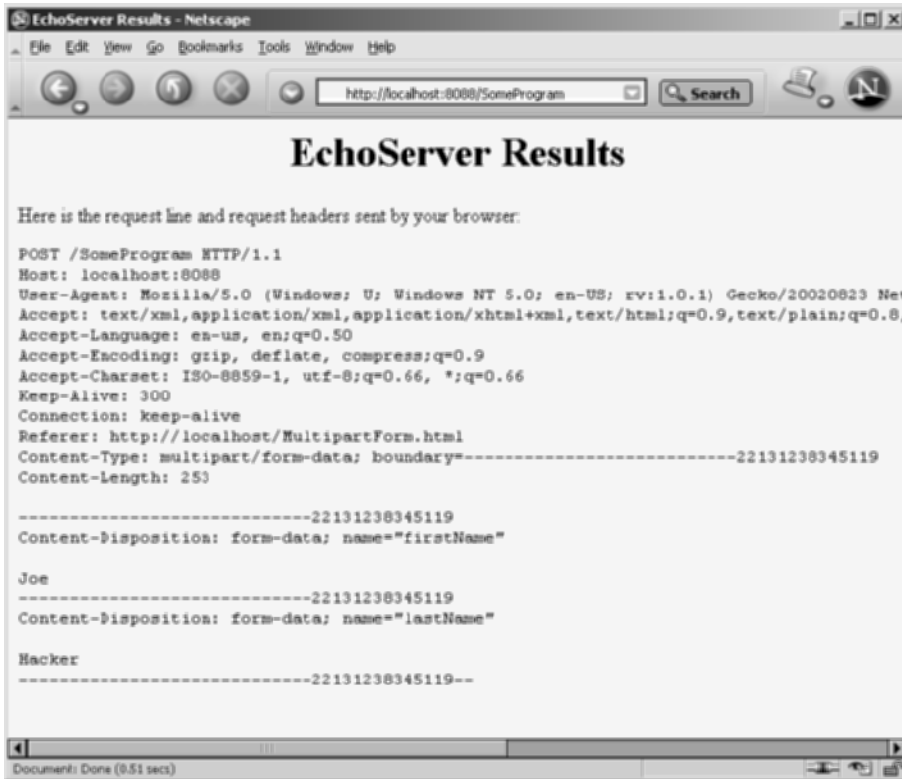 EchoServer Results - Netscape
File Edit View Go Bookmarks Tools Window Help
http://localhost:8088/SomeProgram Search N
EchoServer Results
Here is the request line and request headers sent by your browser:
POST /SomeProgram HTTP/1.1
Host: localhost:8088
User-Agent: Mozilla/5.0 (Windows; U; Windows NT 5.0; en-US; rv:1.0.1) Gecko/20020823 Net
Accept: text/xml,application/xml,application/xhtml+xml,text/html;q=0.9,text/plain;q=0.8,
Accept-Language: en-us, en;q=0.50
Accept-Encoding: gzip, deflate, compress;q=0.9
Accept-Charset: ISO-8859-1, utf-8;q=0.66, *;q=0.66
Keep-Alive: 300
Connection: keep-alive
Referer: http://localhost/MultipartForm.html
Content-Type: multipart/form-data; boundary=---------------------------22131238345119
Content-Length: 253
-----------------------------22131238345119
Content-Disposition: form-data; name="firstName"
Joe
-----------------------------22131238345119
Content-Disposition: form-data; name="lastName"
Hacker
-----------------------------22131238345119--
Document: Done (0.51 secs)